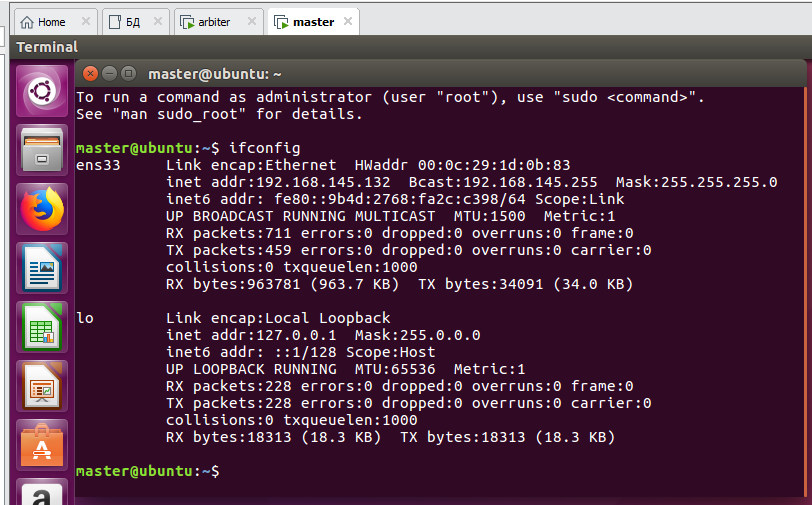 Home БД arbiter master
Terminal
master@ubuntu: ~
To run a command as administrator (user "root"), use "sudo <command>".
See "man sudo_root" for details.
master@ubuntu:~$ ifconfig
ens33 Link encap:Ethernet HWaddr 00:0c:29:1d:0b:83
inet addr:192.168.145.132 Bcast:192.168.145.255 Mask:255.255.255.0
inet6 addr: fe80::9b4d:2768:fa2c:c398/64 Scope:Link
UP BROADCAST RUNNING MULTICAST MTU:1500 Metric:1
RX packets:711 errors:0 dropped:0 overruns:0 frame:0
TX packets:459 errors:0 dropped:0 overruns:0 carrier:0
collisions:0 txqueuelen:1000
RX bytes:963781 (963.7 KB) TX bytes:34091 (34.0 KB)
lo Link encap:Local Loopback
inet addr:127.0.0.1 Mask:255.0.0.0
inet6 addr: ::1/128 Scope:Host
UP LOOPBACK RUNNING MTU:65536 Metric:1
RX packets:228 errors:0 dropped:0 overruns:0 frame:0
TX packets:228 errors:0 dropped:0 overruns:0 carrier:0
collisions:0 txqueuelen:1000
RX bytes:18313 (18.3 KB) TX bytes:18313 (18.3 KB)
master@ubuntu:~$